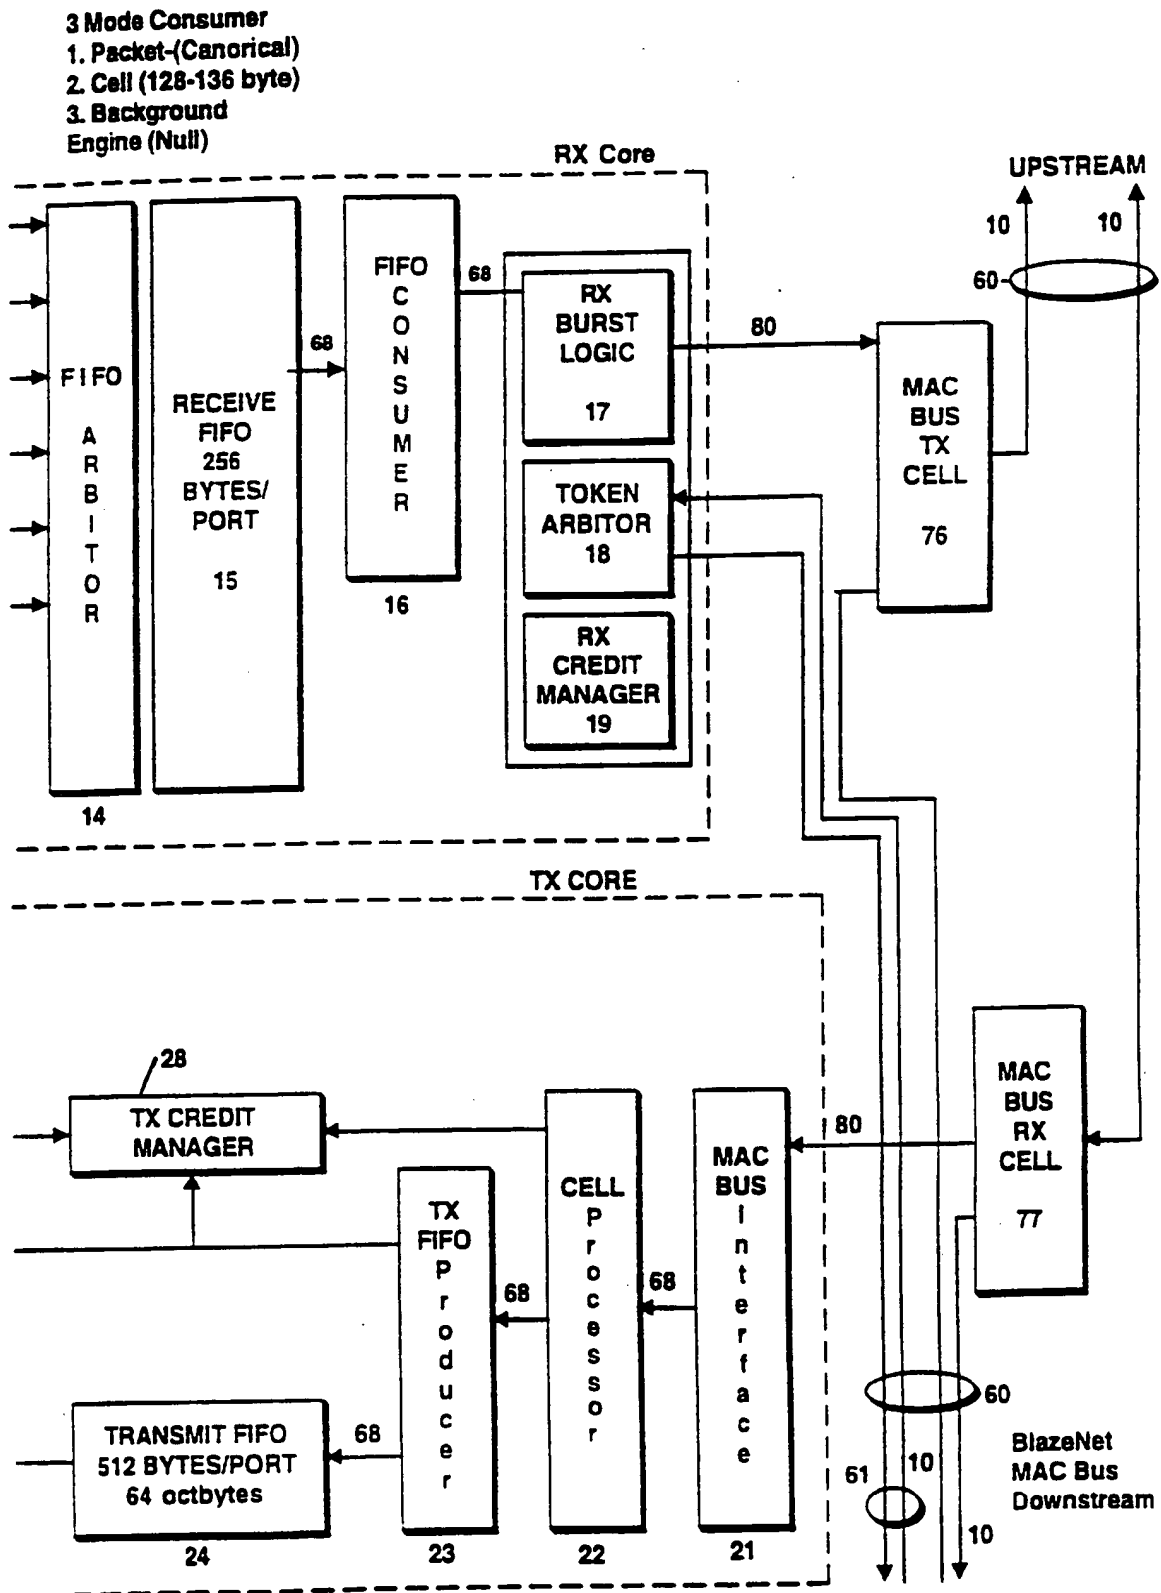 3 Mode Consumer
1. Packet-(Canorical)
2. Cell (128-136 byte)
3. Background
Engine (Null)
RX Core
UPSTREAM
10
10
60
FIFO
ARBITOR
14
RECEIVE
FIFO
256
BYTES/
PORT
15
68
FIFO
CONSUMER
16
68
RX
BURST
LOGIC
17
TOKEN
ARBITOR
18
RX
CREDIT
MANAGER
19
80
MAC
BUS
TX
CELL
76
TX CORE
28
TX CREDIT
MANAGER
TX
FIFO
Producer
23
68
CELL
Processor
22
68
MAC
BUS
Interface
21
80
MAC
BUS
RX
CELL
77
TRANSMIT FIFO
512 BYTES/PORT
64 octbytes
24
68
60
61
10
10
BlazeNet
MAC Bus
Downstream